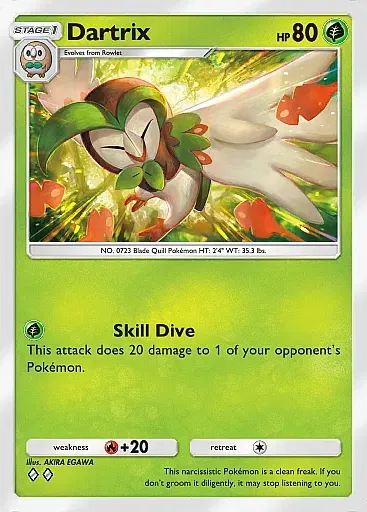 STAGE 1
Dartrix
HP 80
Evolves from Rowlet
NO. 0723 Blade Quill Pokémon HT: 2'4" WT: 35.3 lbs.
Skill Dive
This attack does 20 damage to 1 of your opponent's
Pokémon.
weakness +20 retreat
Illus. AKIRA EGAWA
This narcissistic Pokémon is a clean freak. If you
don't groom it diligently, it may stop listening to you.